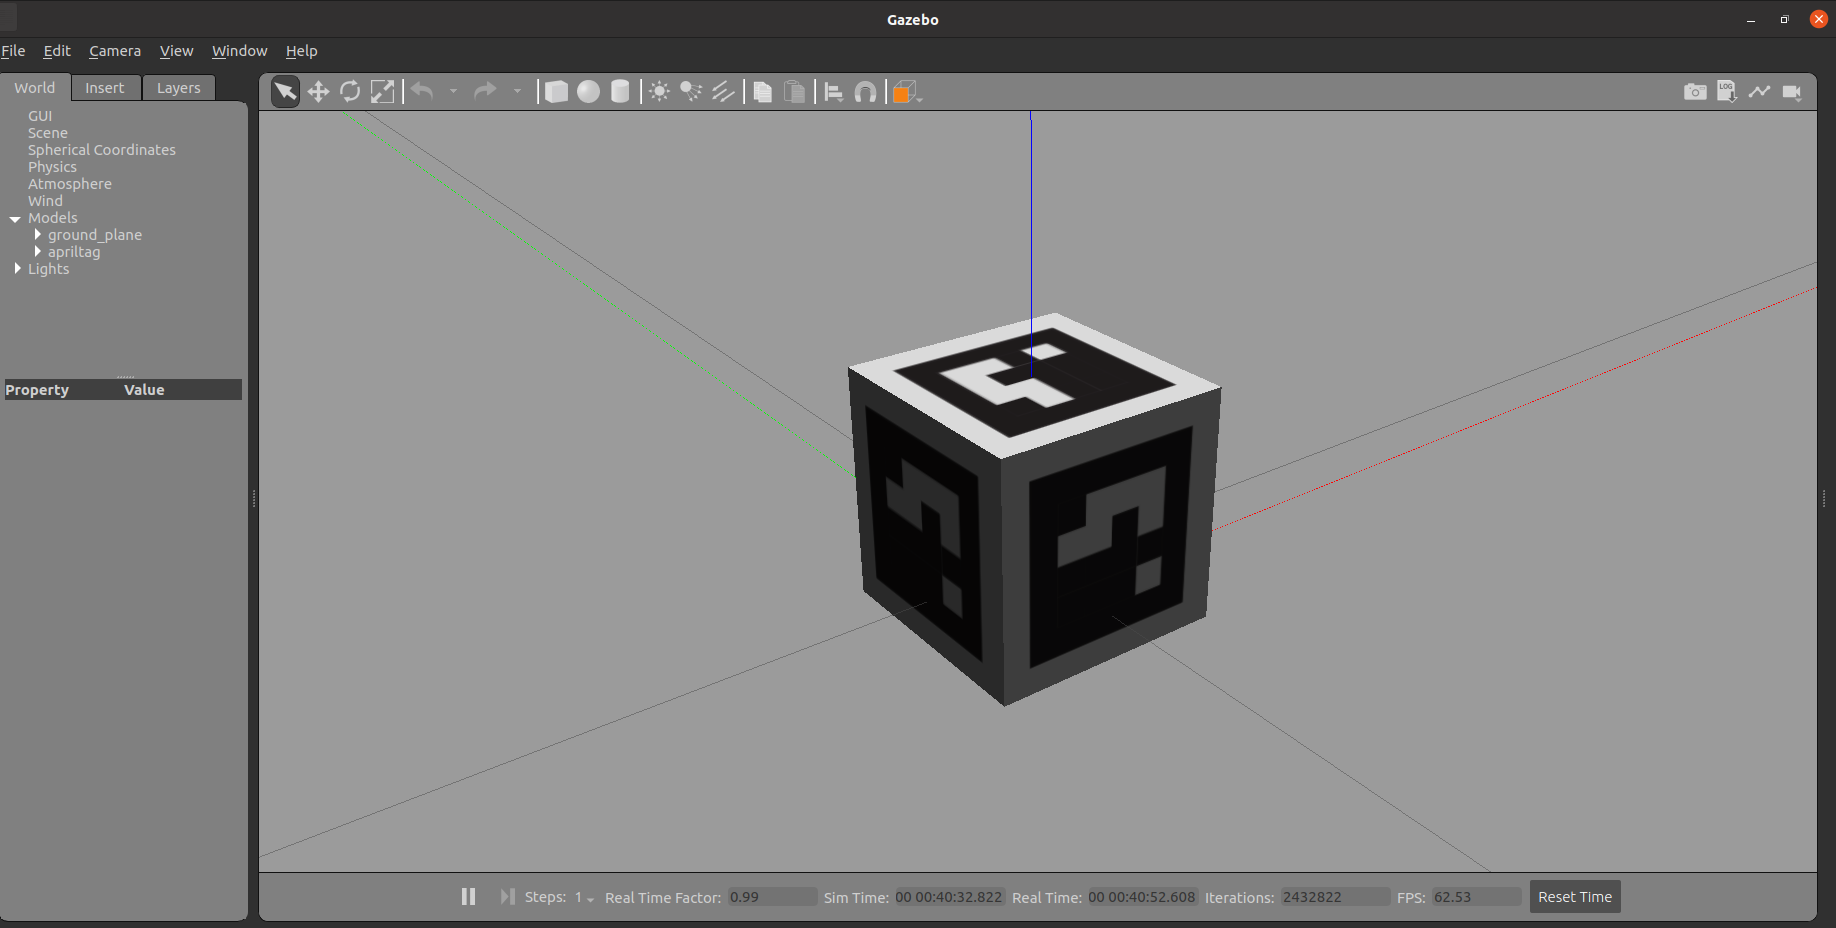 Gazebo
File Edit Camera View Window Help
World Insert Layers
LOG
GUI
Scene
Spherical Coordinates
Physics
Atmosphere
Wind
Models
ground_plane
apriltag
Lights
Property Value
Steps: 1 Real Time Factor: 0.99 Sim Time: 00 00:40:32.822 Real Time: 00 00:40:52.608 Iterations: 2432822 FPS: 62.53 Reset Time